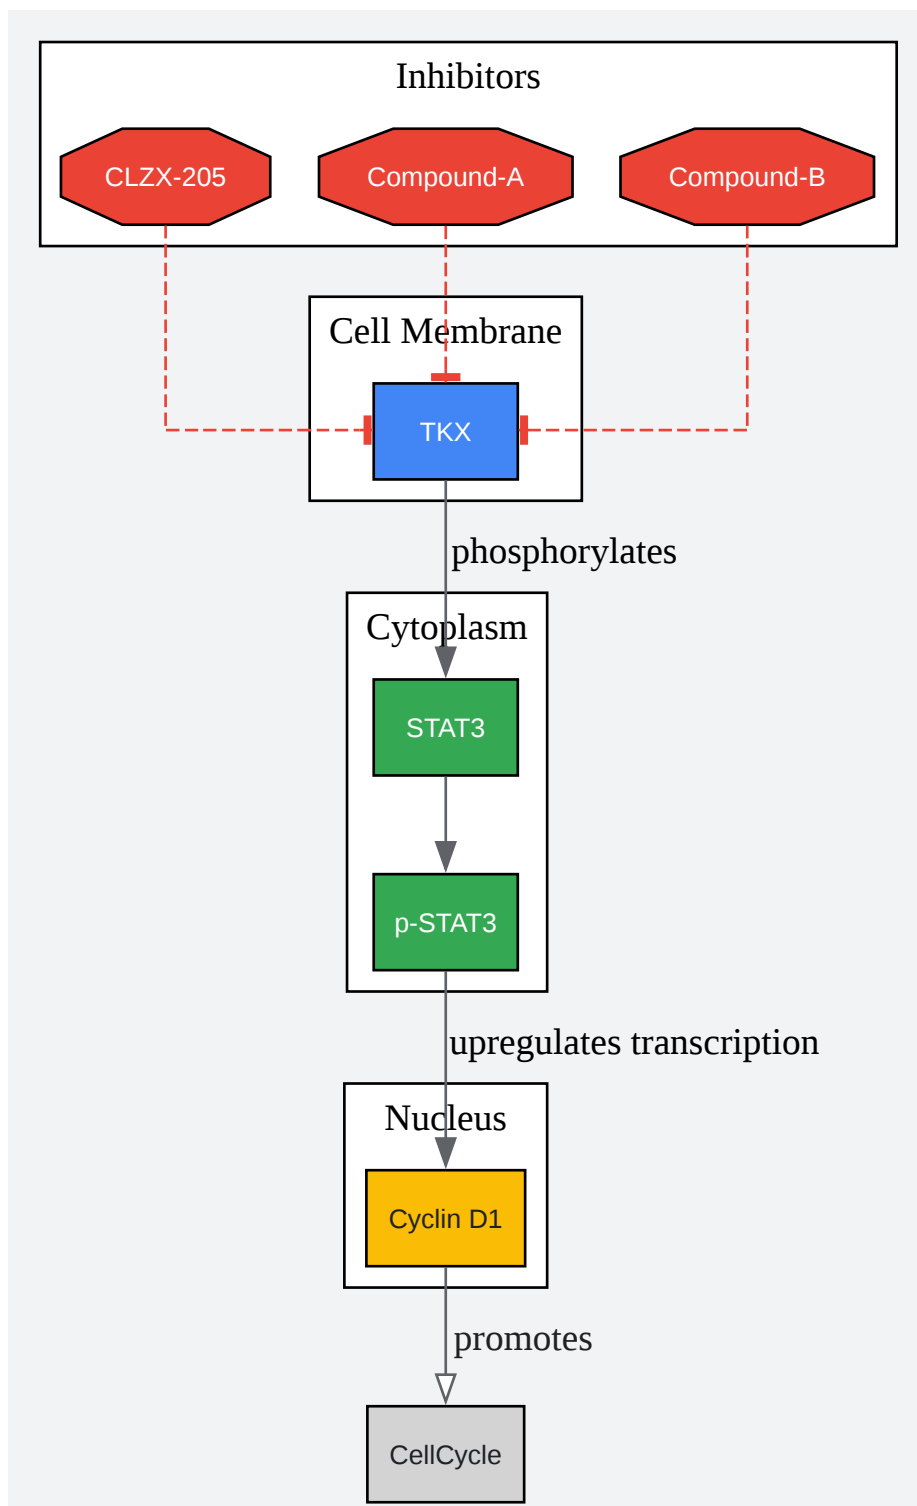 Inhibitors
CLZX-205
Compound-A
Compound-B
Cell Membrane
TKX
phosphorylates
Cytoplasm
STAT3
p-STAT3
upregulates transcription
Nucleus
Cyclin D1
promotes
CellCycle